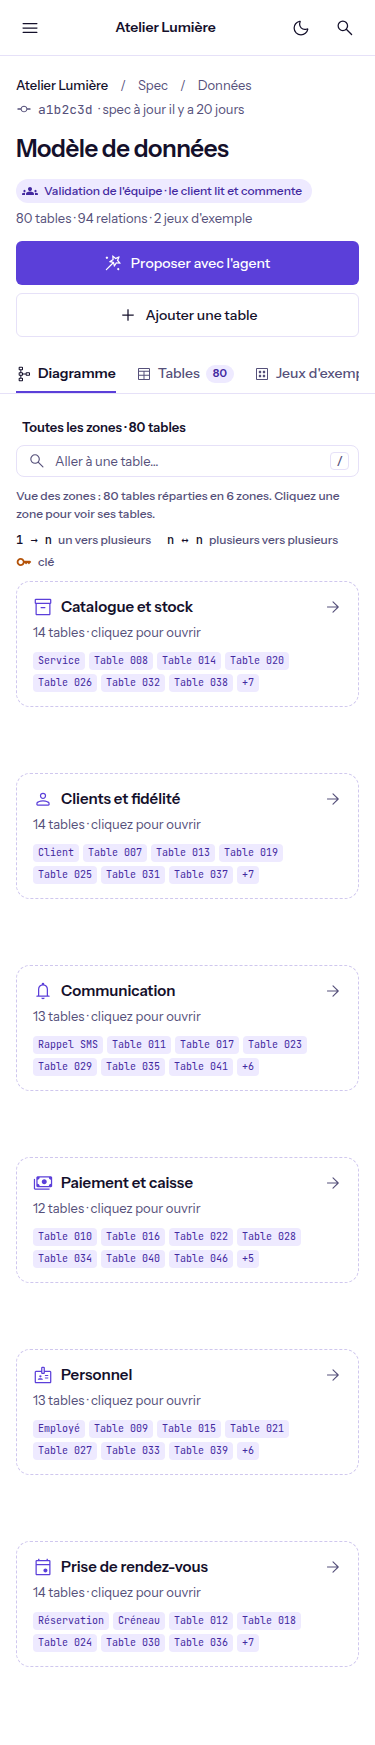 Atelier Lumière
Atelier Lumière / Spec / Données
a1b2c3d · spec à jour il y a 20 jours
Modèle de données
Validation de l'équipe · le client lit et commente
80 tables · 94 relations · 2 jeux d'exemple
Proposer avec l'agent
Ajouter une table
Diagramme Tables 80 Jeux d'exemp
Toutes les zones · 80 tables
Aller à une table... /
Vue des zones : 80 tables réparties en 6 zones. Cliquez une
zone pour voir ses tables.
1 → n un vers plusieurs n ↔ n plusieurs vers plusieurs
clé
Catalogue et stock
14 tables · cliquez pour ouvrir
Service Table 008 Table 014 Table 020
Table 026 Table 032 Table 038 +7
Clients et fidélité
14 tables · cliquez pour ouvrir
Client Table 007 Table 013 Table 019
Table 025 Table 031 Table 037 +7
Communication
13 tables · cliquez pour ouvrir
Rappel SMS Table 011 Table 017 Table 023
Table 029 Table 035 Table 041 +6
Paiement et caisse
12 tables · cliquez pour ouvrir
Table 010 Table 016 Table 022 Table 028
Table 034 Table 040 Table 046 +5
Personnel
13 tables · cliquez pour ouvrir
Employé Table 009 Table 015 Table 021
Table 027 Table 033 Table 039 +6
Prise de rendez-vous
14 tables · cliquez pour ouvrir
Réservation Créneau Table 012 Table 018
Table 024 Table 030 Table 036 +7